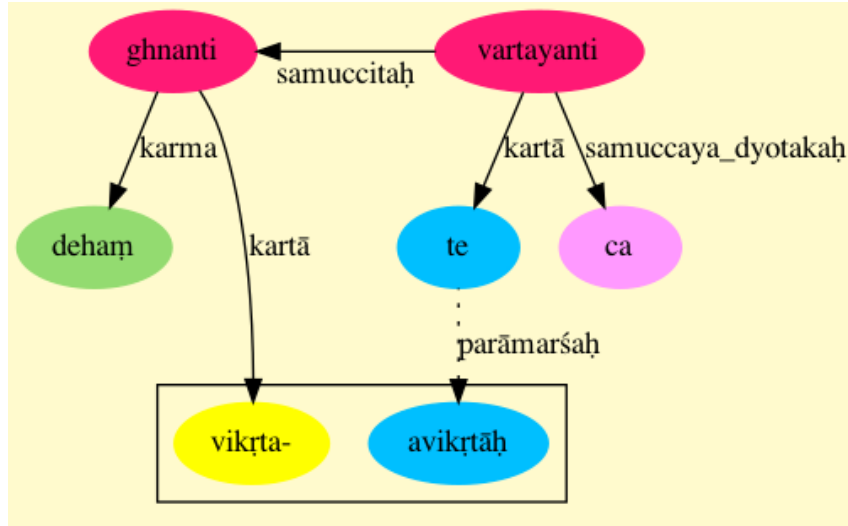 ghnanti vartayanti
samuccitaḥ
karma kartā samuccaya_dyotakaḥ
dehaṃ kartā te ca
parāmarśaḥ
vikṛta- avikṛtāḥ